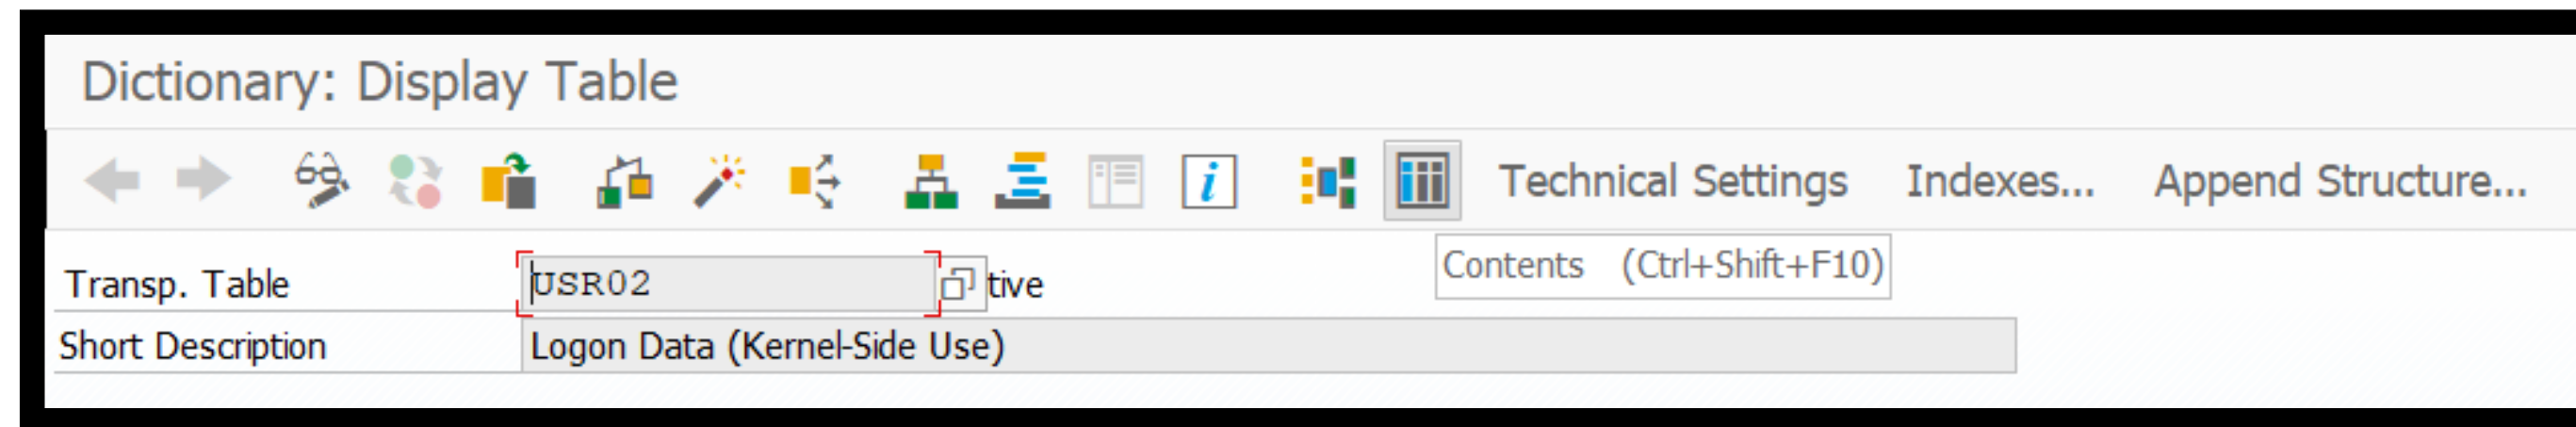 Dictionary: Display Table
i Technical Settings Indexes... Append Structure...
Contents (Ctrl+Shift+F10)
Transp. Table USR02 tive
Short Description Logon Data (Kernel-Side Use)